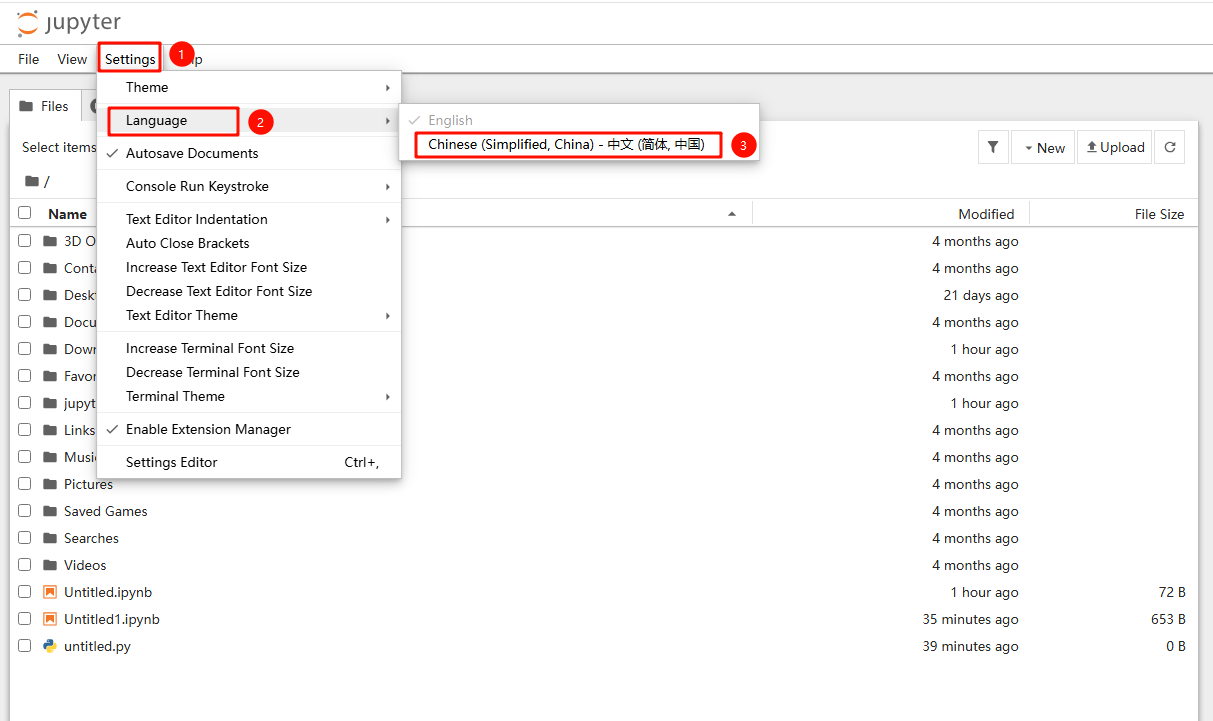 jupyter
File View Settings 1
Theme
Files
Language 2 English
Chinese (Simplified, China) - 中文 (简体, 中国) 3
Select items Autosave Documents New Upload
/
Console Run Keystroke
Name Text Editor Indentation Modified File Size
3D O Auto Close Brackets 4 months ago
Conta Increase Text Editor Font Size 4 months ago
Deskt Decrease Text Editor Font Size 21 days ago
Docu Text Editor Theme 4 months ago
Down Increase Terminal Font Size 1 hour ago
Favor Decrease Terminal Font Size 4 months ago
jupyt Terminal Theme 1 hour ago
Links Enable Extension Manager 4 months ago
Music 4 months ago
Settings Editor Ctrl+,
Pictures 4 months ago
Saved Games 4 months ago
Searches 4 months ago
Videos 4 months ago
Untitled.ipynb 1 hour ago 72 B
Untitled1.ipynb 35 minutes ago 653 B
untitled.py 39 minutes ago 0 B